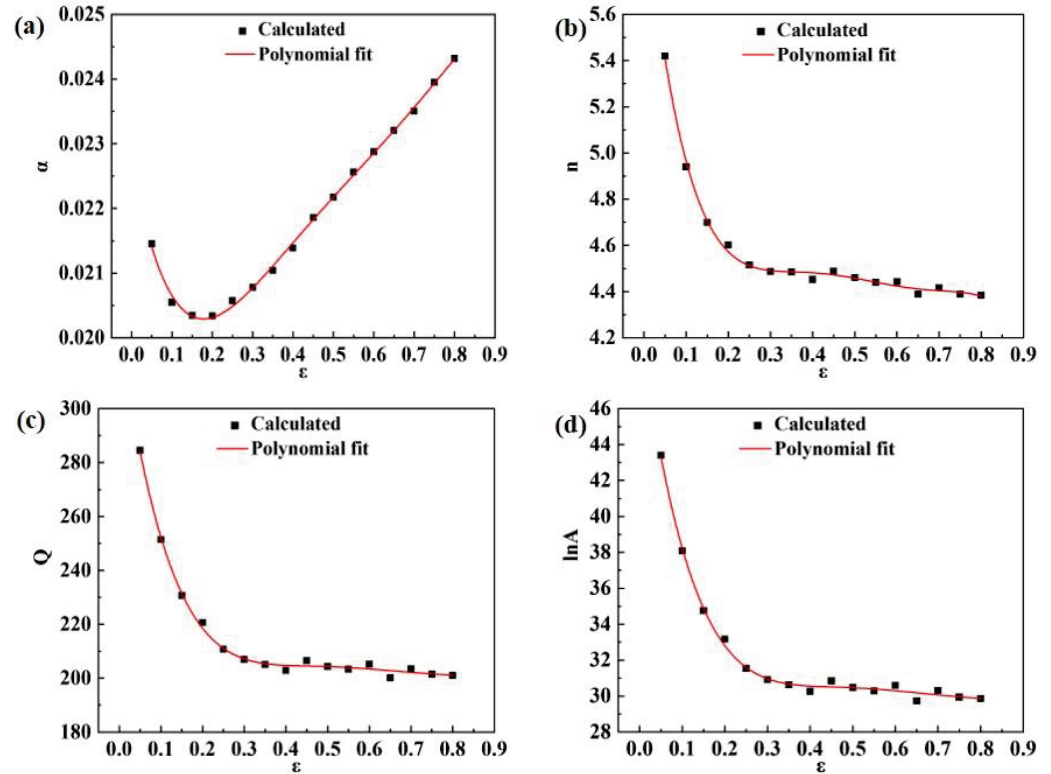 (a)
Calculated
Polynomial fit
0.025
0.024
0.023
0.022
0.021
0.020
α
0.0 0.1 0.2 0.3 0.4 0.5 0.6 0.7 0.8 0.9
ε
(b)
Calculated
Polynomial fit
5.6
5.4
5.2
5.0
4.8
4.6
4.4
4.2
n
0.0 0.1 0.2 0.3 0.4 0.5 0.6 0.7 0.8 0.9
ε
(c)
Calculated
Polynomial fit
300
280
260
240
220
200
180
Q
0.0 0.1 0.2 0.3 0.4 0.5 0.6 0.7 0.8 0.9
ε
(d)
Calculated
Polynomial fit
46
44
42
40
38
36
34
32
30
28
lnA
0.0 0.1 0.2 0.3 0.4 0.5 0.6 0.7 0.8 0.9
ε